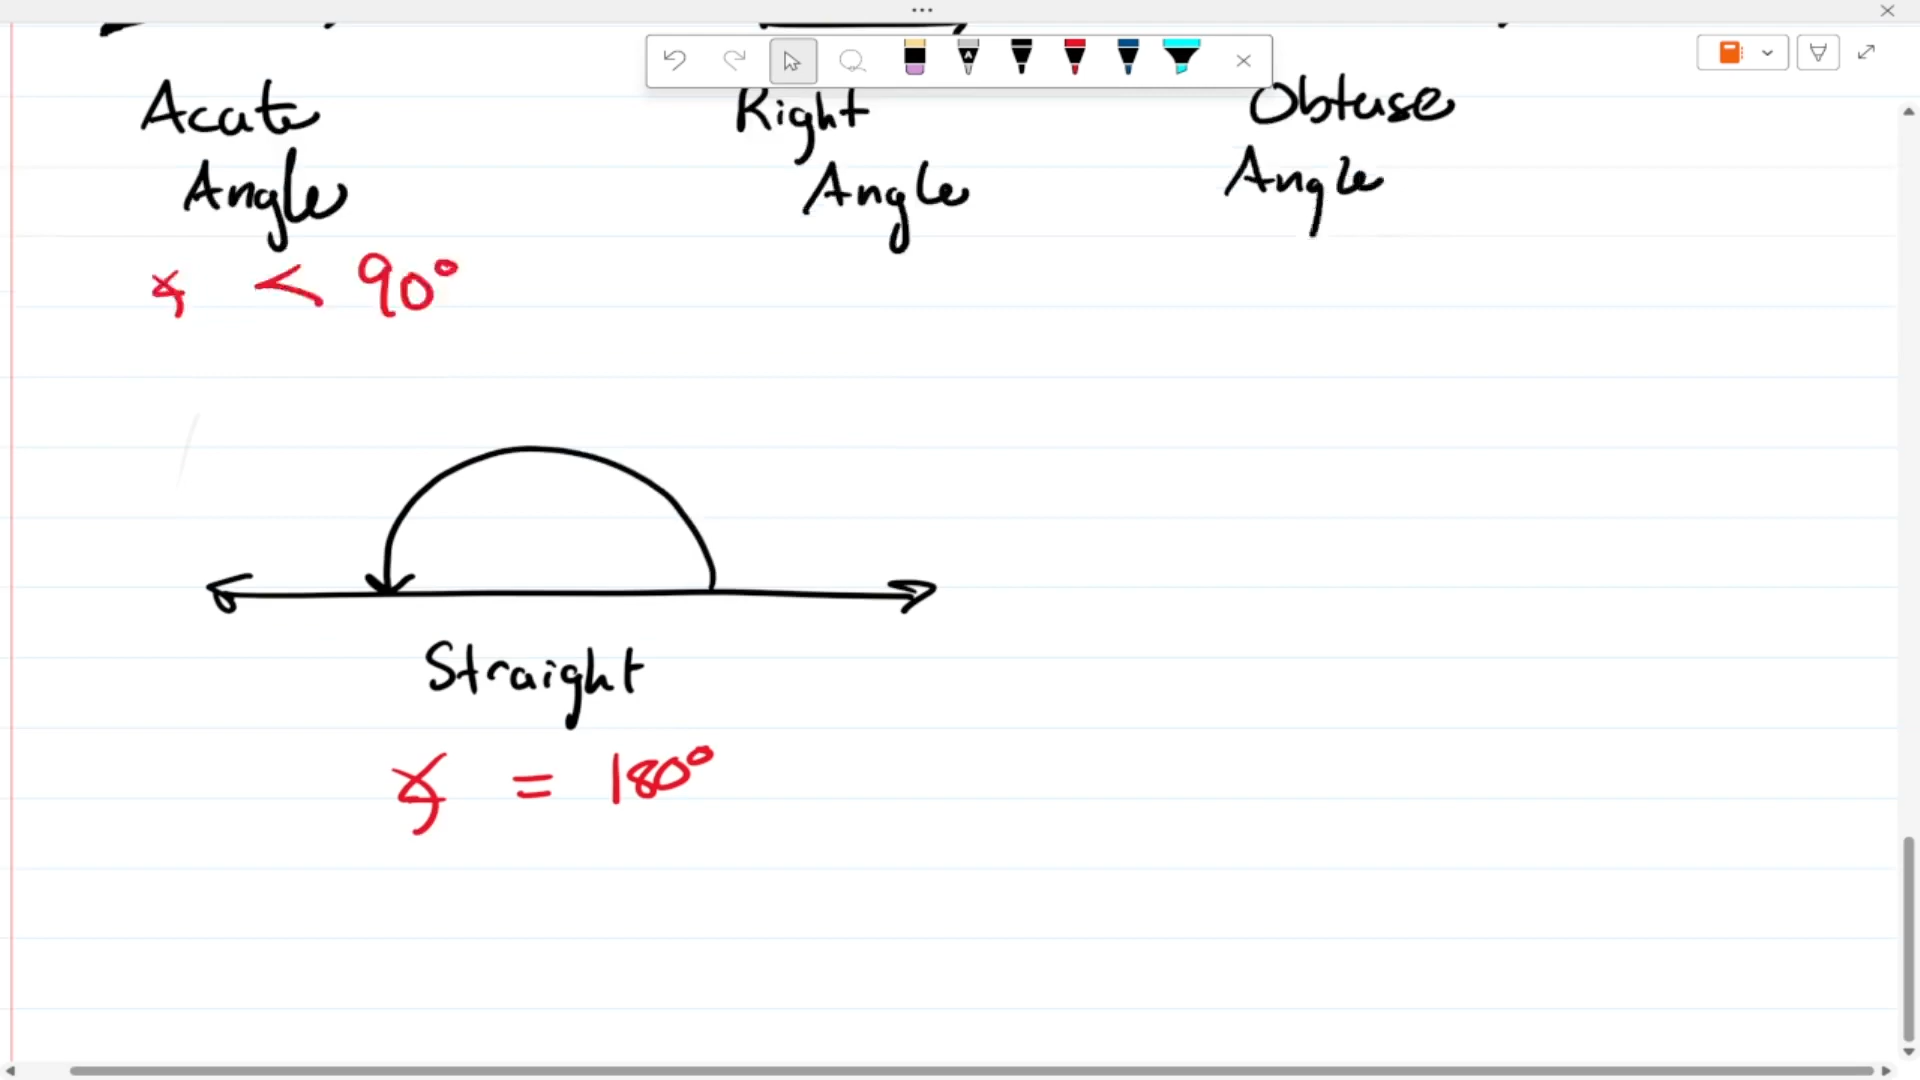 Acute
Angle
∡ < 90°
Right
Angle
Obtuse
Angle
Straight
∡ = 180°